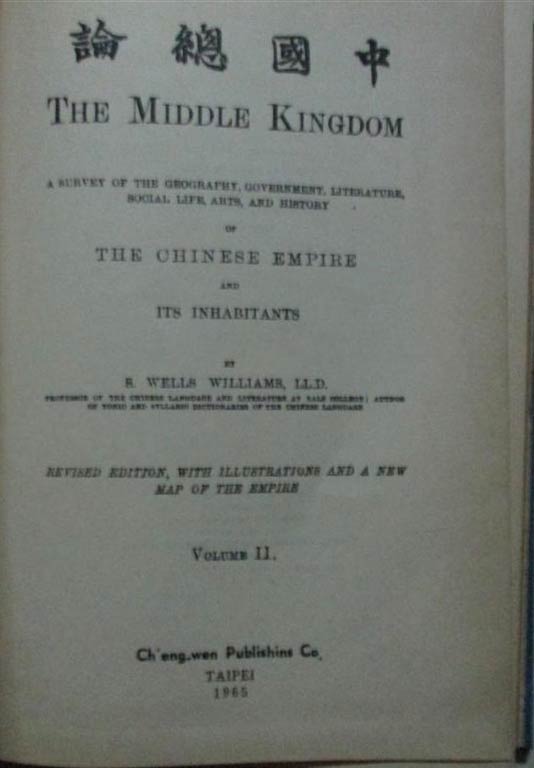 論總國中
THE MIDDLE KINGDOM
A SURVEY OF THE GEOGRAPHY, GOVERNMENT, LITERATURE,
SOCIAL LIFE, ARTS, AND HISTORY
OF
THE CHINESE EMPIRE
AND
ITS INHABITANTS
BY
S. WELLS WILLIAMS, LL.D.
PROFESSOR OF THE CHINESE LANGUAGE AND LITERATURE AT YALE COLLEGE; AUTHOR
OF TONIC AND SYLLABIC DICTIONARIES OF THE CHINESE LANGUAGE
REVISED EDITION, WITH ILLUSTRATIONS AND A NEW
MAP OF THE EMPIRE
VOLUME II.
Ch'eng-wen Publishing Co.
TAIPEI
1965